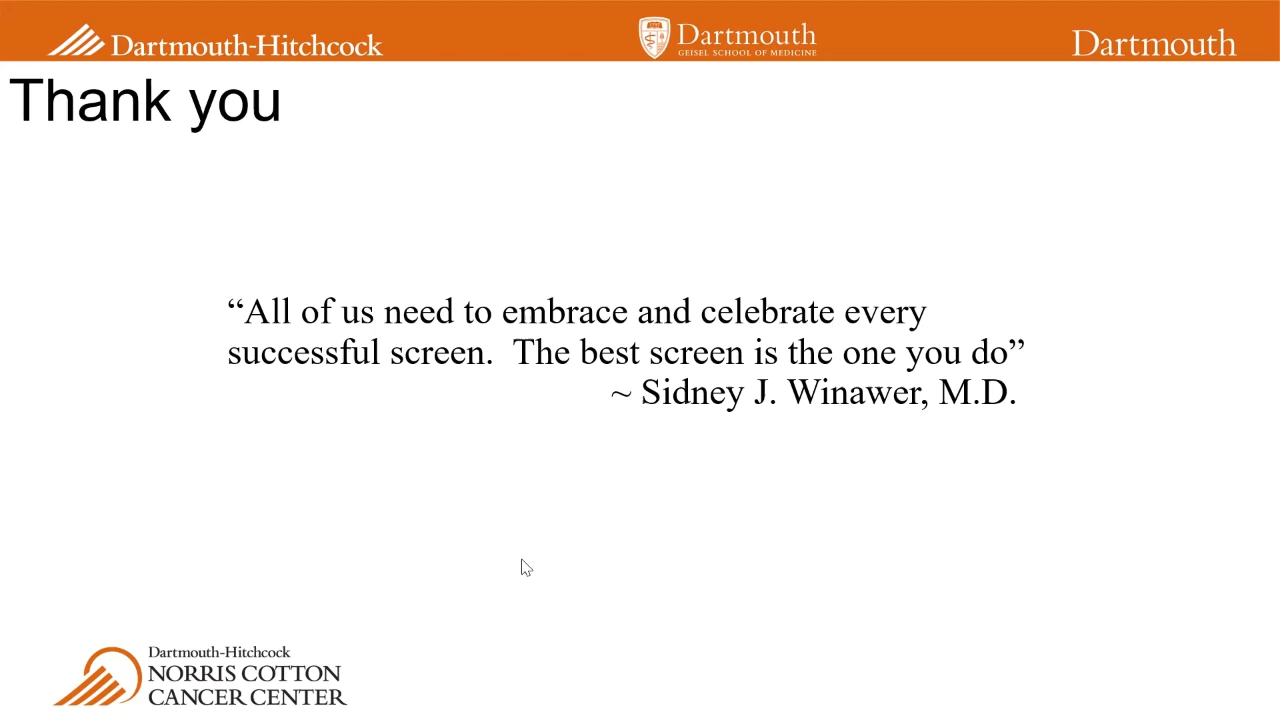 Dartmouth-Hitchcock
Dartmouth
GEISEL SCHOOL OF MEDICINE
Dartmouth
Thank you
“All of us need to embrace and celebrate every
successful screen.  The best screen is the one you do”
~ Sidney J. Winawer, M.D.
Dartmouth-Hitchcock
NORRIS COTTON
CANCER CENTER